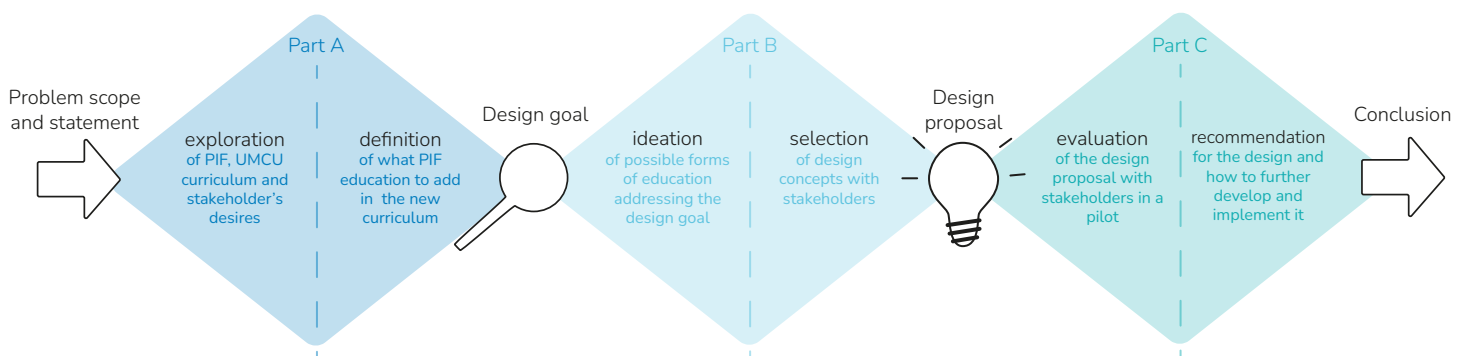 Problem scope
and statement
Part A
exploration
of PIF, UMCU
curriculum and
stakeholder's
desires
definition
of what PIF
education to add
in the new
curriculum
Design goal
Part B
ideation
of possible forms
of education
addressing the
design goal
selection
of design
concepts with
stakeholders
Design
proposal
Part C
evaluation
of the design
proposal with
stakeholders in a
pilot
recommendation
for the design and
how to further
develop and
implement it
Conclusion